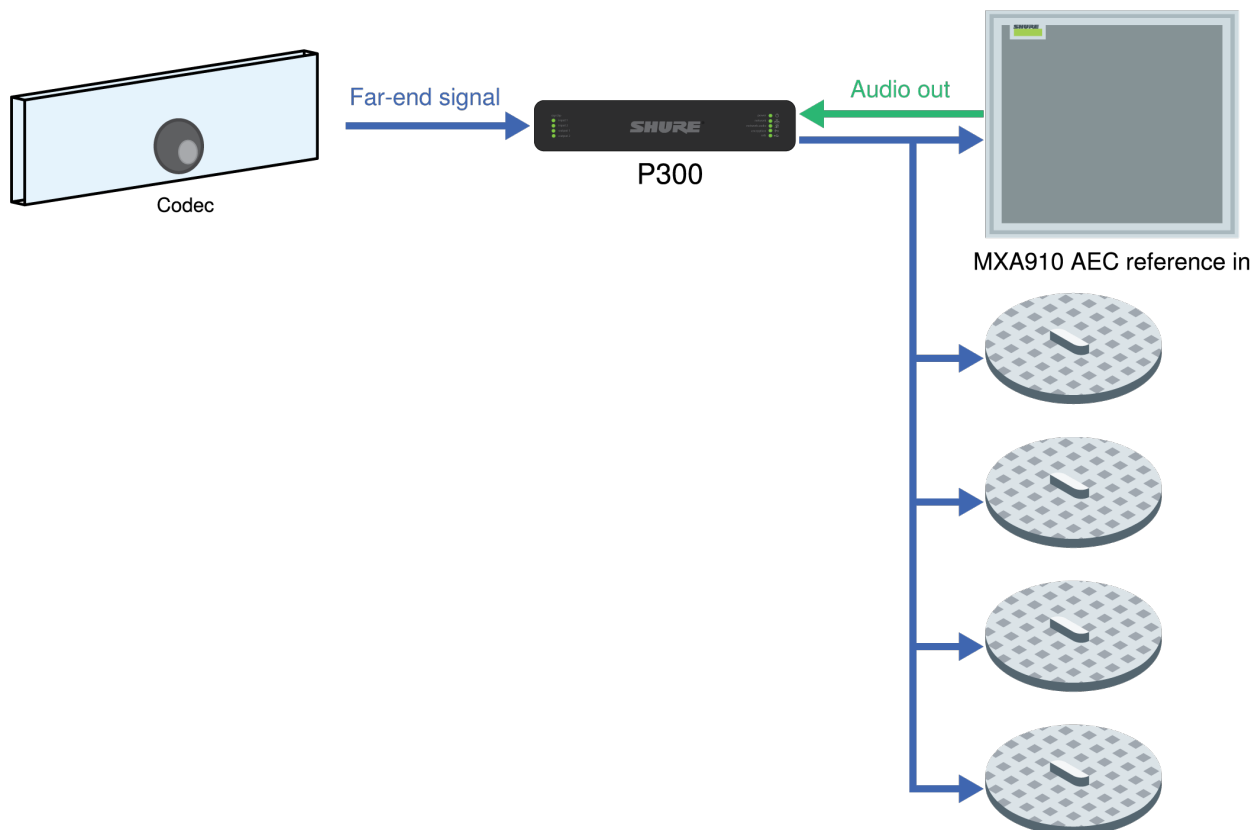 Far-end signal
Audio out
SHURE
SHURE
P300
Codec
MXA910 AEC reference in